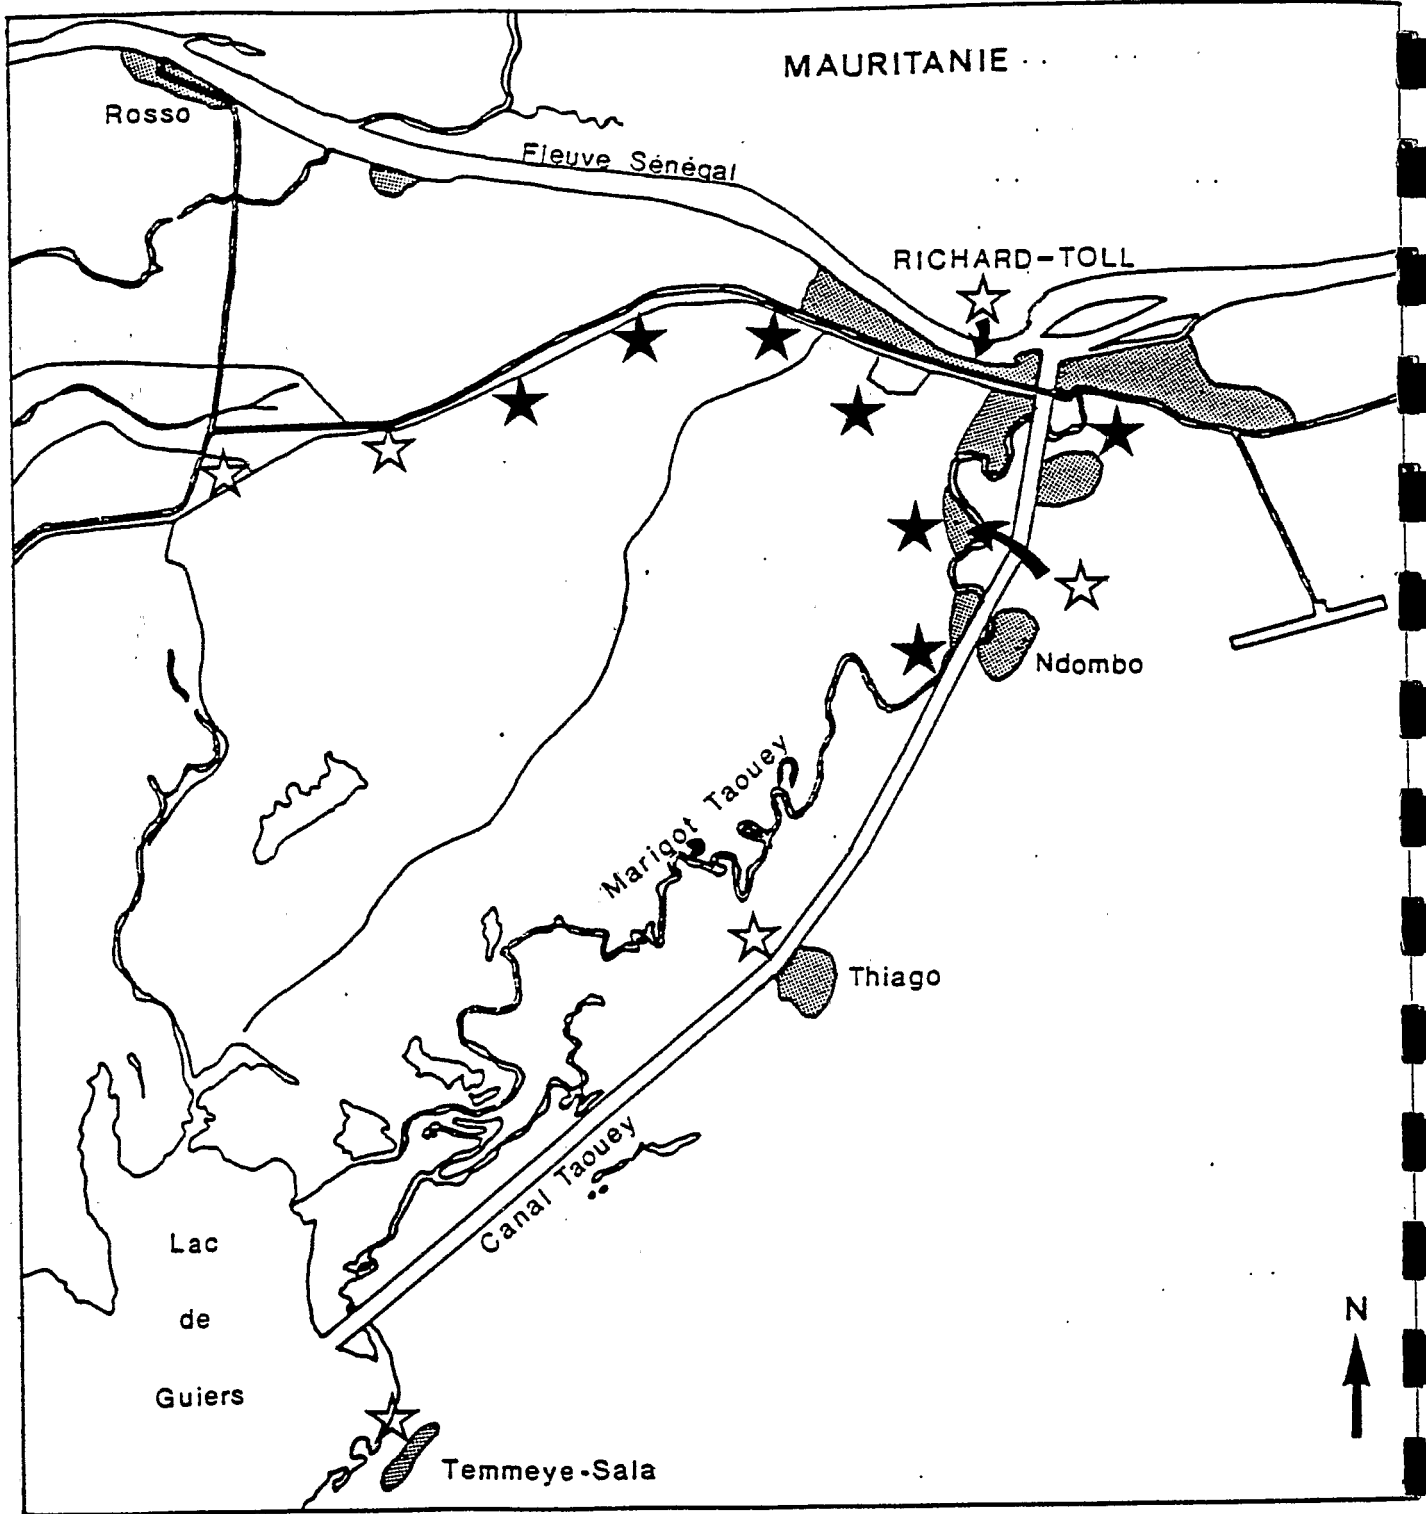 MAURITANIE
Rosso
Fleuve Sénégal
RICHARD-TOLL
Ndombo
Marigot Taouey
Thiago
Canal Taouey
Lac
de
Guiers
N
Temmeye-Sala